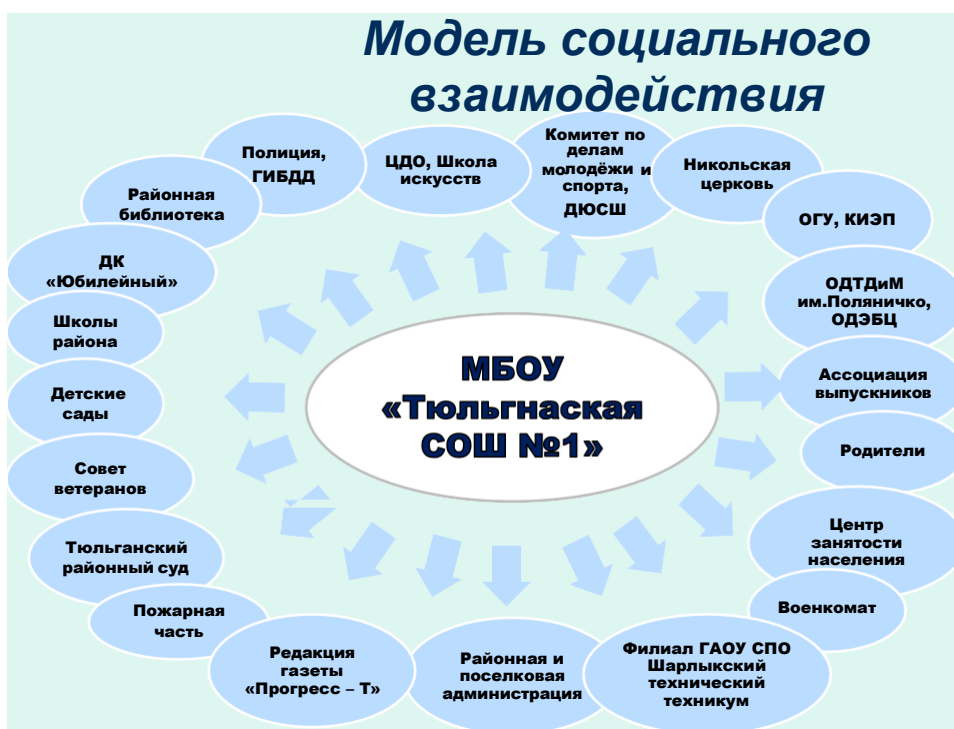 Модель социального
взаимодействия
Полиция,
ГИБДД
ЦДО, Школа
искусств
Комитет по
делам
молодёжи и
спорта,
ДЮСШ
Никольская
церковь
ОГУ, КИЭП
ОДТДиМ
им.Поляничко,
ОДЭБЦ
Ассоциация
выпускников
Родители
Центр
занятости
населения
Военкомат
Филиал ГАОУ СПО
Шарлыкский
технический
техникум
Районная и
поселковая
администрация
Редакция
газеты
«Прогресс – Т»
Пожарная
часть
Тюльганский
районный суд
Совет
ветеранов
Детские
сады
Школы
района
ДК
«Юбилейный»
Районная
библиотека
МБОУ
«Тюльгнаская
СОШ №1»